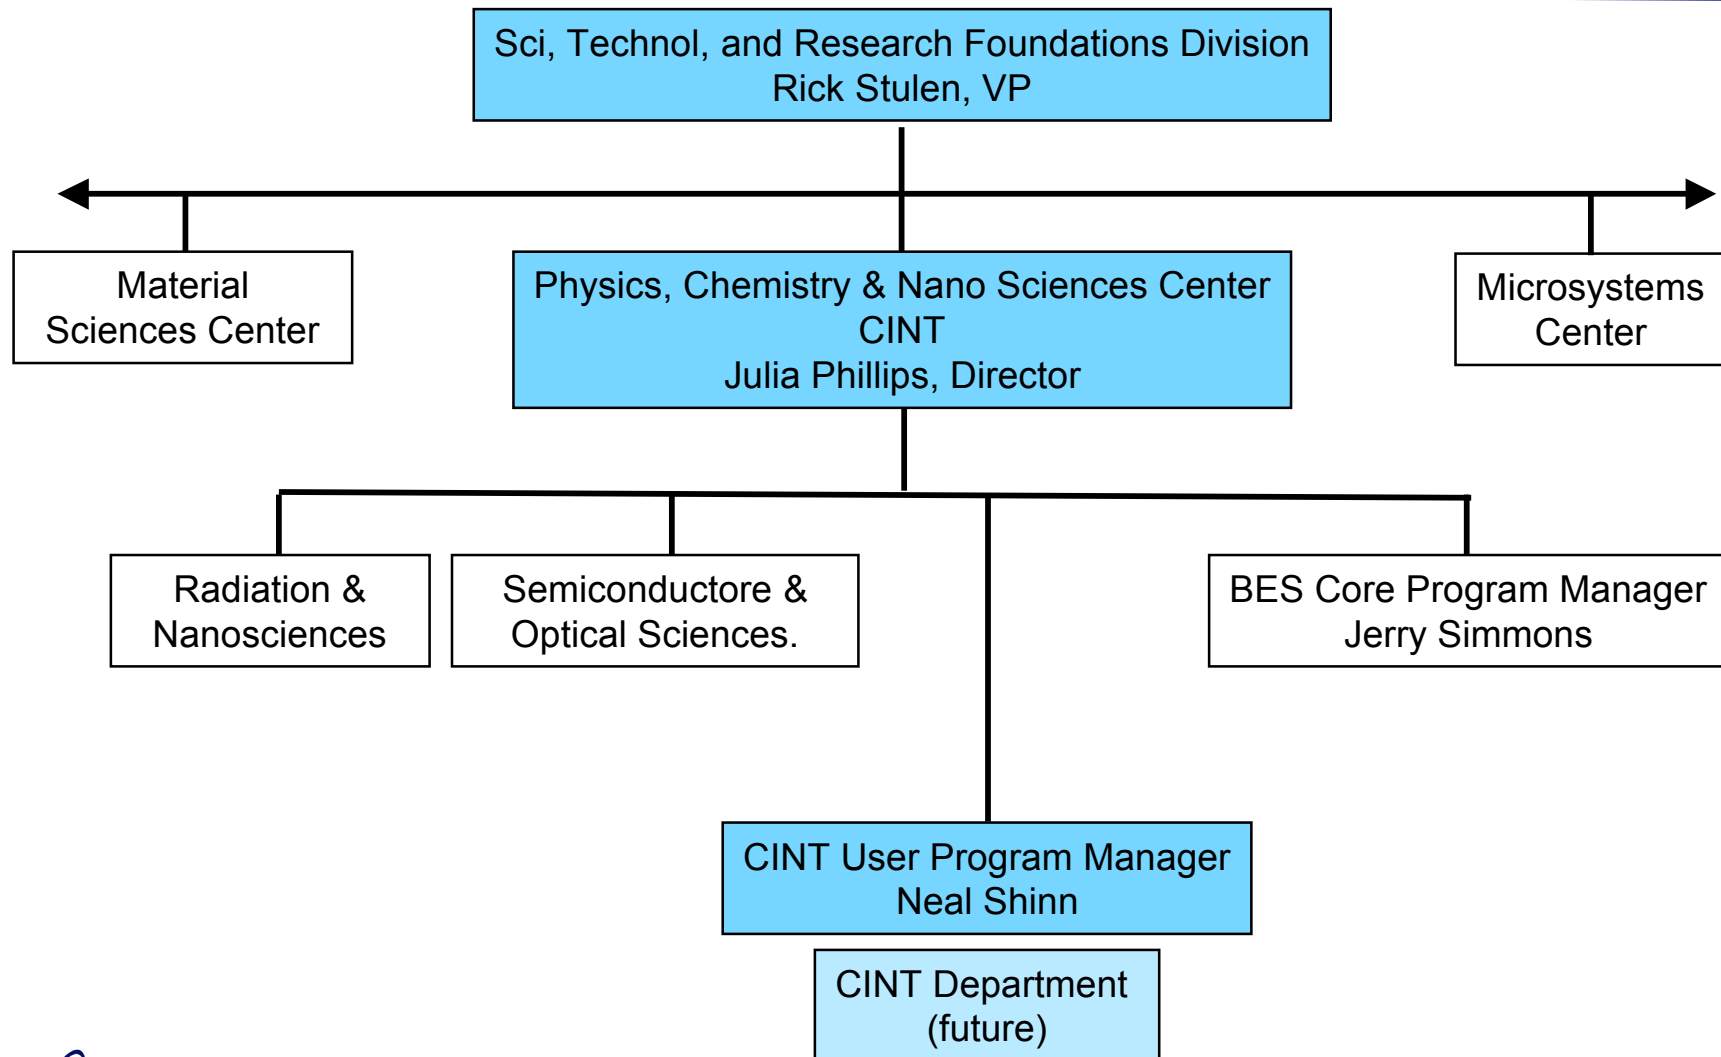 Sci, Technol, and Research Foundations Division
Rick Stulen, VP
Material
Sciences Center
Physics, Chemistry & Nano Sciences Center
CINT
Julia Phillips, Director
Microsystems
Center
Radiation &
Nanosciences
Semiconductore &
Optical Sciences.
BES Core Program Manager
Jerry Simmons
CINT User Program Manager
Neal Shinn
CINT Department
(future)